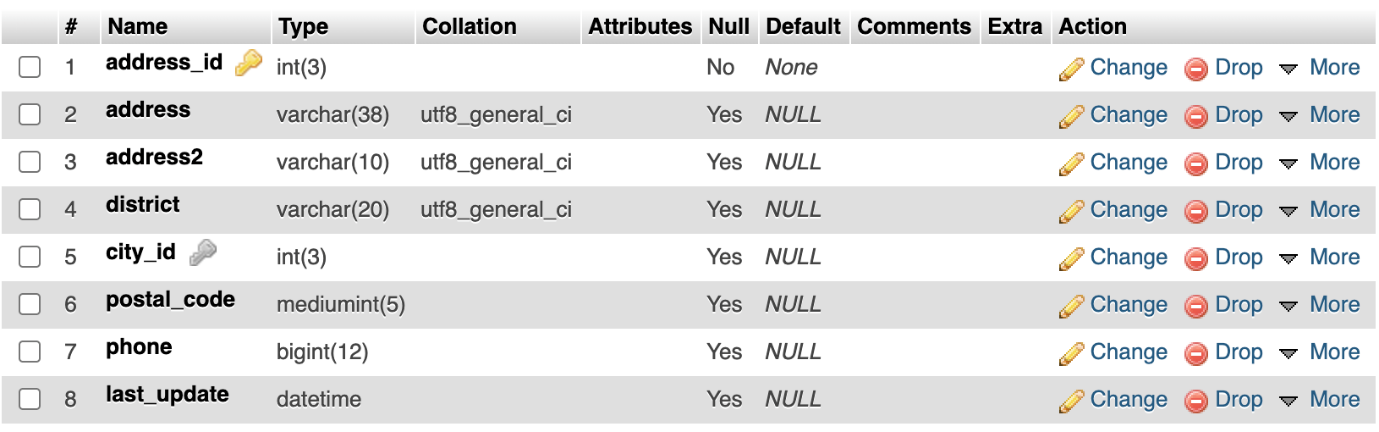 # Name Type Collation Attributes Null Default Comments Extra Action
1 address_id int(3) No None Change Drop More
2 address varchar(38) utf8_general_ci Yes NULL Change Drop More
3 address2 varchar(10) utf8_general_ci Yes NULL Change Drop More
4 district varchar(20) utf8_general_ci Yes NULL Change Drop More
5 city_id int(3) Yes NULL Change Drop More
6 postal_code mediumint(5) Yes NULL Change Drop More
7 phone bigint(12) Yes NULL Change Drop More
8 last_update datetime Yes NULL Change Drop More